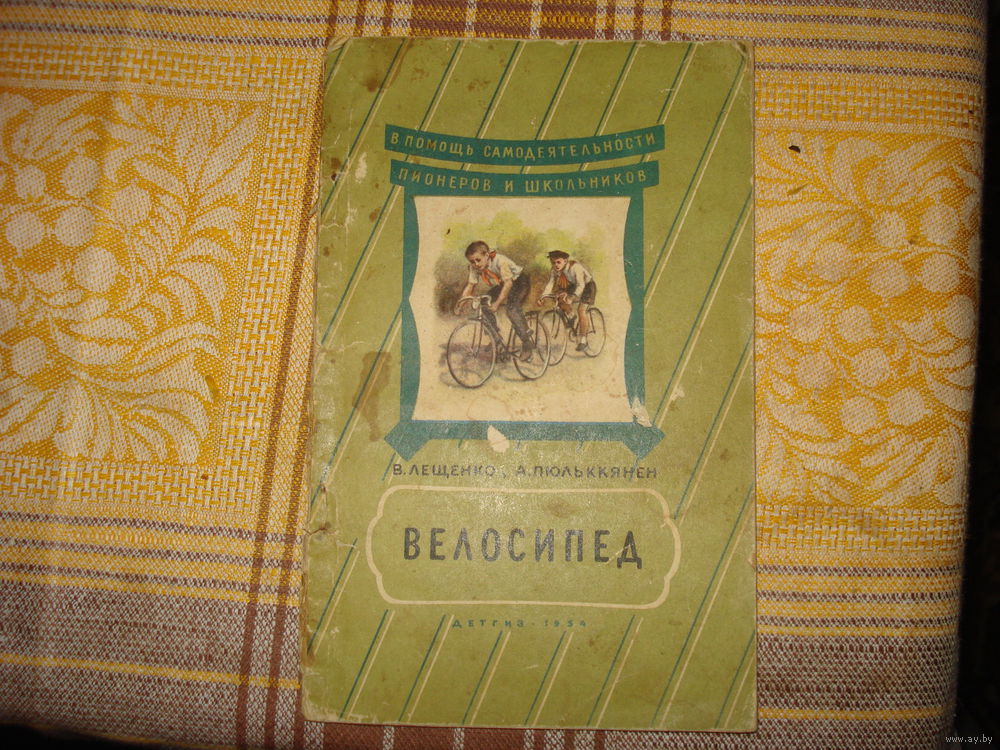 В ПОМОЩЬ САМОДЕЯТЕЛЬНОСТИ
ПИОНЕРОВ И ШКОЛЬНИКОВ
В. ЛЕЩЕНКО, А. ПЮЛЬККЯНЕН
ВЕЛОСИПЕД
ДЕТГИЗ - 1954
www.ay.by